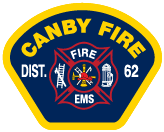 CANBY FIRE
DIST. 62
FIRE
EMS